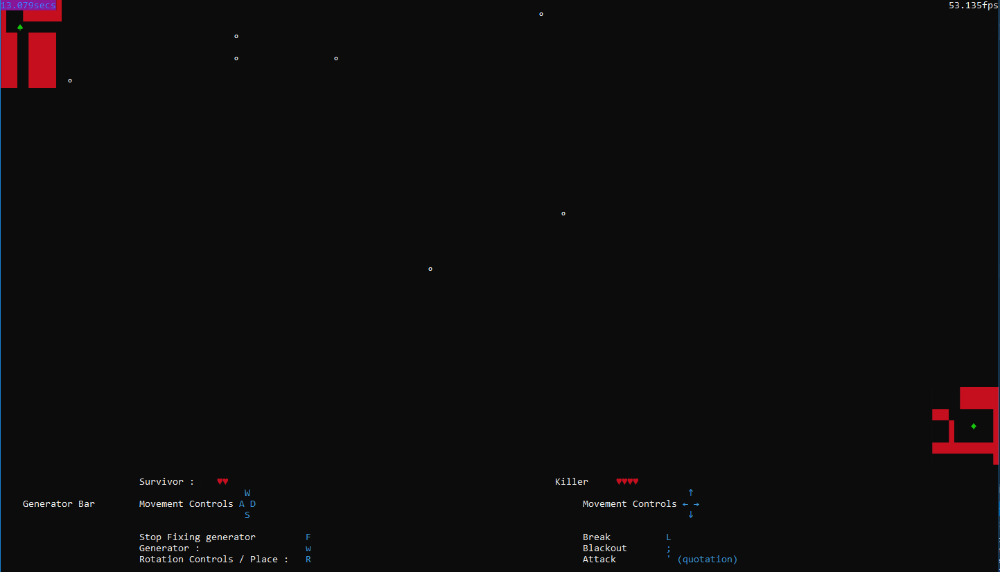 13.079secs 53.135fps
Survivor : ♥♥ Killer ♥♥♥♥
W ↑
Generator Bar Movement Controls A D Movement Controls ← →
S ↓
Stop Fixing generator F Break L
Generator : w Blackout ;
Rotation Controls / Place : R Attack ' (quotation)